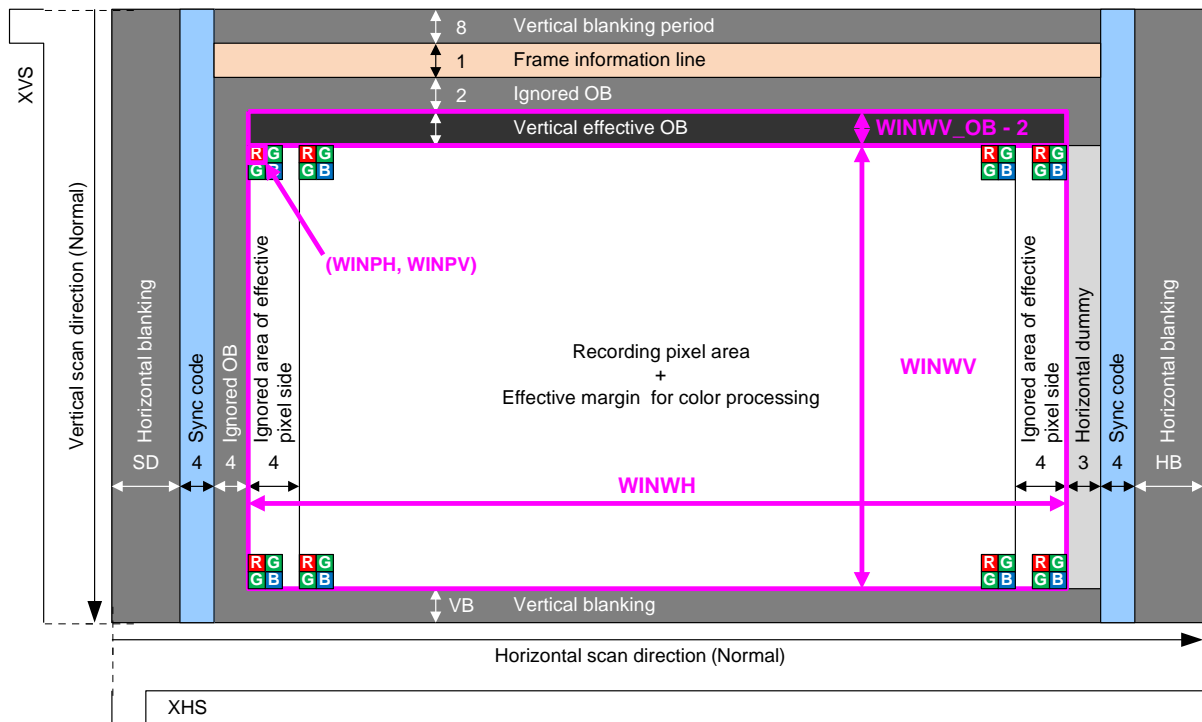 XVS
Vertical scan direction (Normal)
8 Vertical blanking period
1 Frame information line
2 Ignored OB
Vertical effective OB
WINWV_OB - 2
R G R G R G R G
G B G B G B G B
(WINPH, WINPV)
Horizontal blanking
SD
Sync code
4
Ignored OB
4
Ignored area of effective
pixel side
4
Recording pixel area
+
Effective margin for color processing
WINWV
WINWH
Ignored area of effective
pixel side
4
Horizontal dummy
3
Sync code
4
Horizontal blanking
HB
R G R G R G R G
G B G B G B G B
VB Vertical blanking
Horizontal scan direction (Normal)
XHS